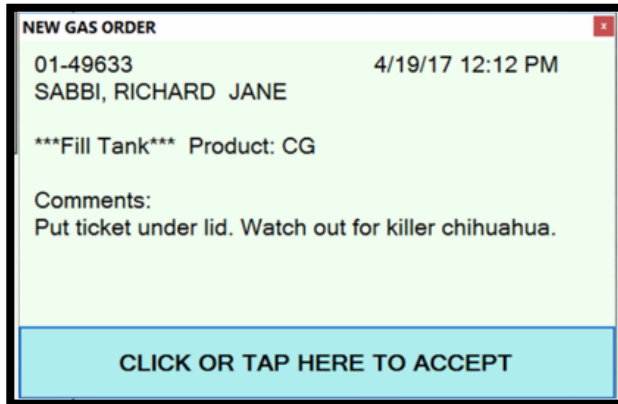 NEW GAS ORDER x
01-49633 4/19/17 12:12 PM
SABBI, RICHARD JANE
***Fill Tank*** Product: CG
Comments:
Put ticket under lid. Watch out for killer chihuahua.
CLICK OR TAP HERE TO ACCEPT